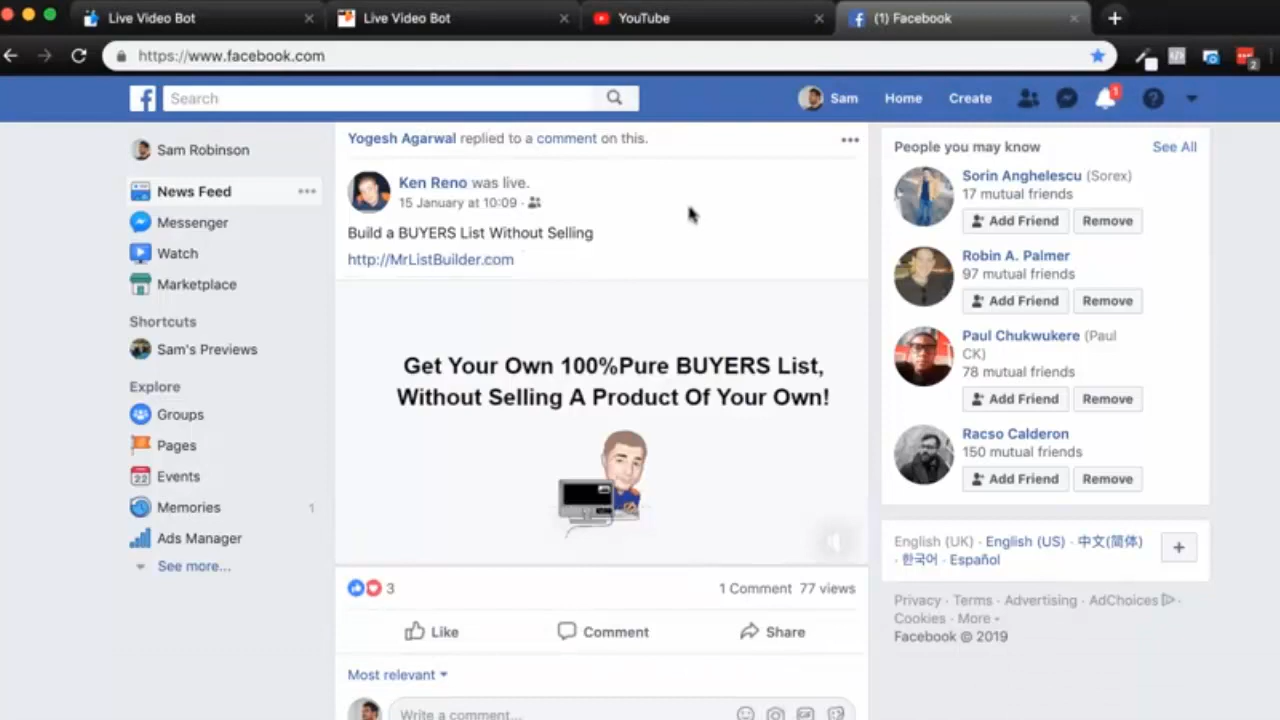 Live Video Bot
Live Video Bot
YouTube
(1) Facebook
https://www.facebook.com
Search
Sam
Home
Create
1
2
Sam Robinson
News Feed
Messenger
Watch
Marketplace
Shortcuts
Sam's Previews
Explore
Groups
Pages
22
Events
Memories 1
Ads Manager
See more...
Yogesh Agarwal replied to a comment on this.
Ken Reno was live.
15 January at 10:09 ·
Build a BUYERS List Without Selling
http://MrListBuilder.com
Get Your Own 100%Pure BUYERS List,
Without Selling A Product Of Your Own!
3
1 Comment 77 views
Like
Comment
Share
Most relevant
Write a comment...
GIF
People you may know
See All
Sorin Anghelescu (Sorex)
17 mutual friends
Add Friend
Remove
Robin A. Palmer
97 mutual friends
Add Friend
Remove
Paul Chukwukere (Paul
CK)
78 mutual friends
Add Friend
Remove
Racso Calderon
150 mutual friends
Add Friend
Remove
English (UK) · English (US) · 中文(简体)
· 한국어 · Español
Privacy · Terms · Advertising · AdChoices ·
Cookies · More
Facebook © 2019